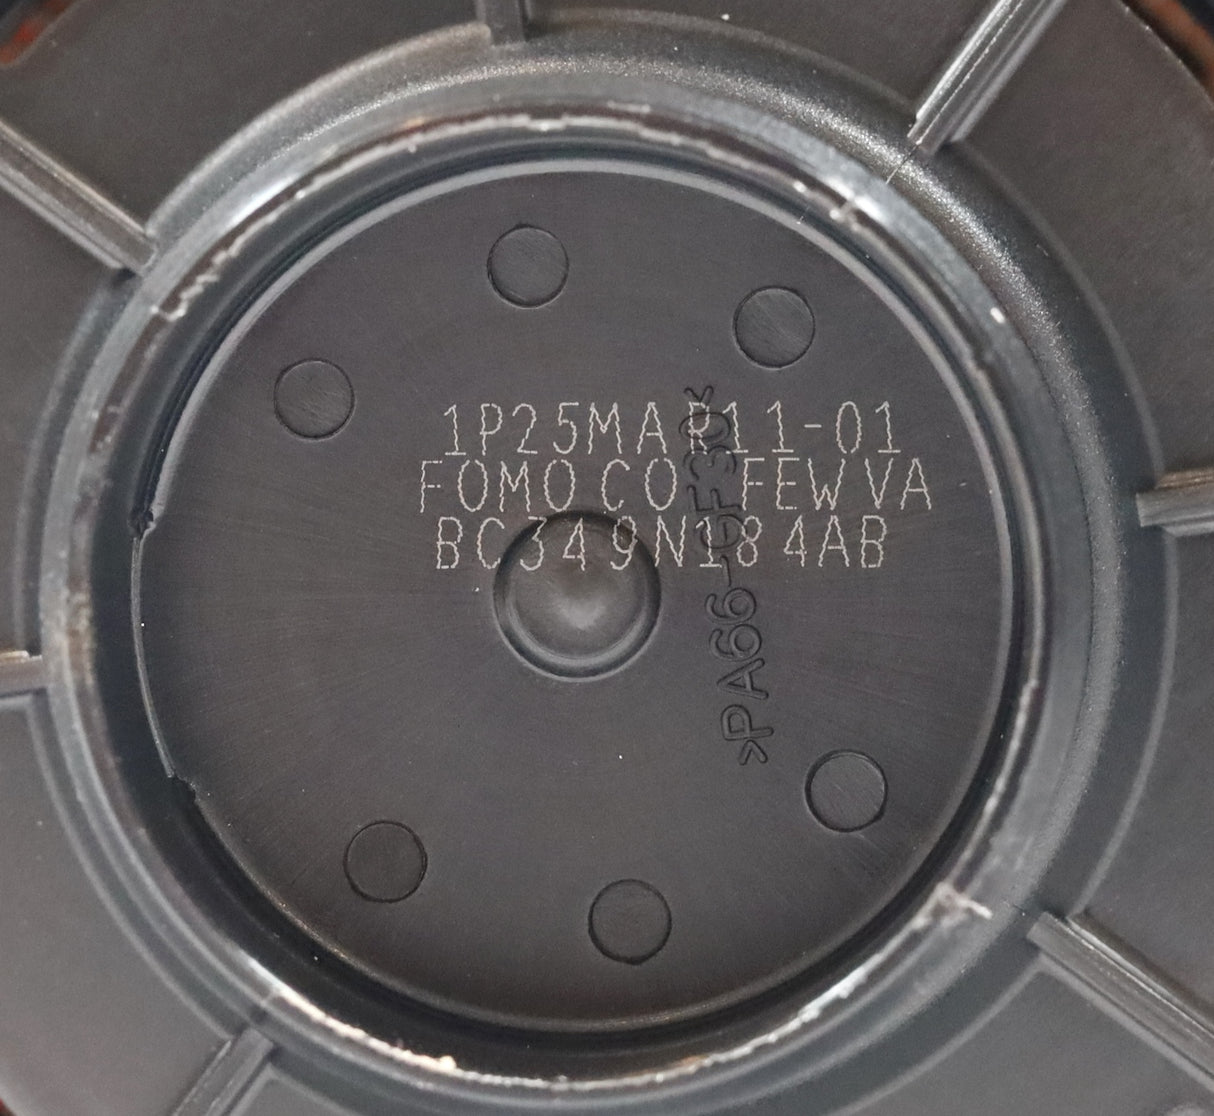 1P25MAR11-01
FOMOCO FEWVA
BC349N184AB
>PA66-GF30<